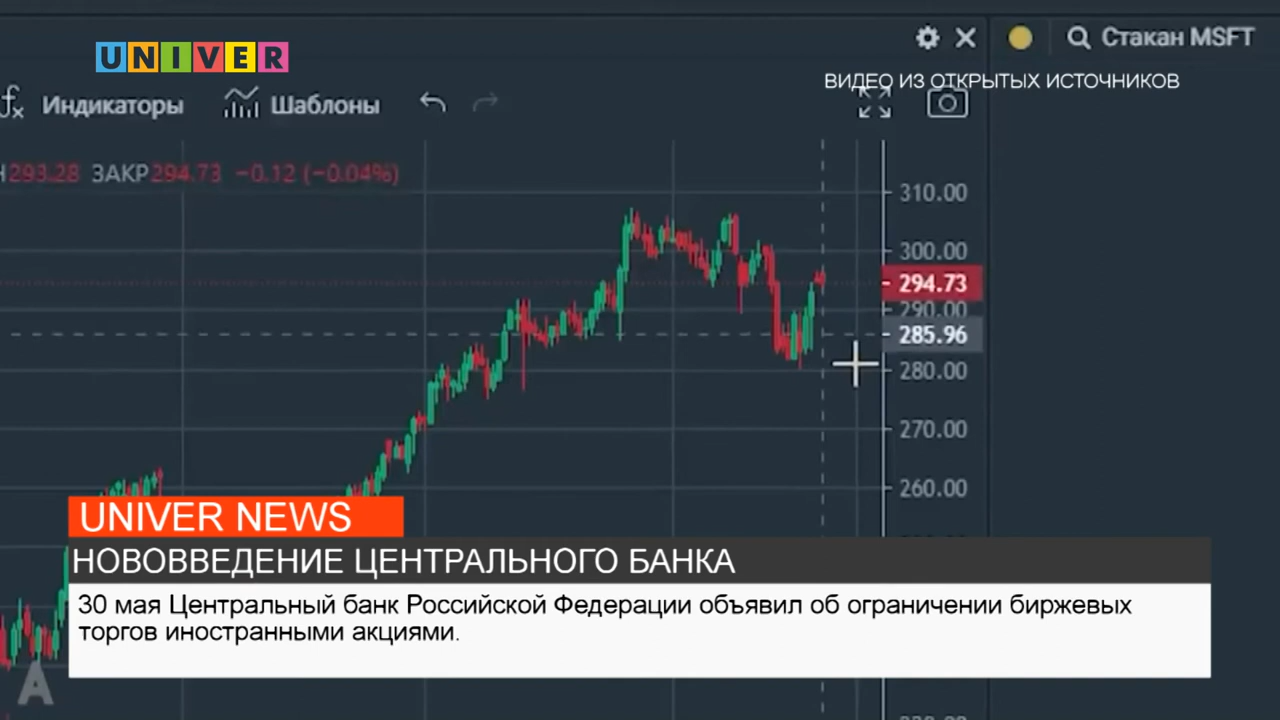 UNIVER
Стакан MSFT
ВИДЕО ИЗ ОТКРЫТЫХ ИСТОЧНИКОВ
fx Индикаторы Шаблоны
293.28 ЗАКР 294.73 −0.12 (−0.04%)
310.00
300.00
294.73
290.00
285.96
280.00
270.00
260.00
UNIVER NEWS
НОВОВВЕДЕНИЕ ЦЕНТРАЛЬНОГО БАНКА
30 мая Центральный банк Российской Федерации объявил об ограничении биржевых
торгов иностранными акциями.
A